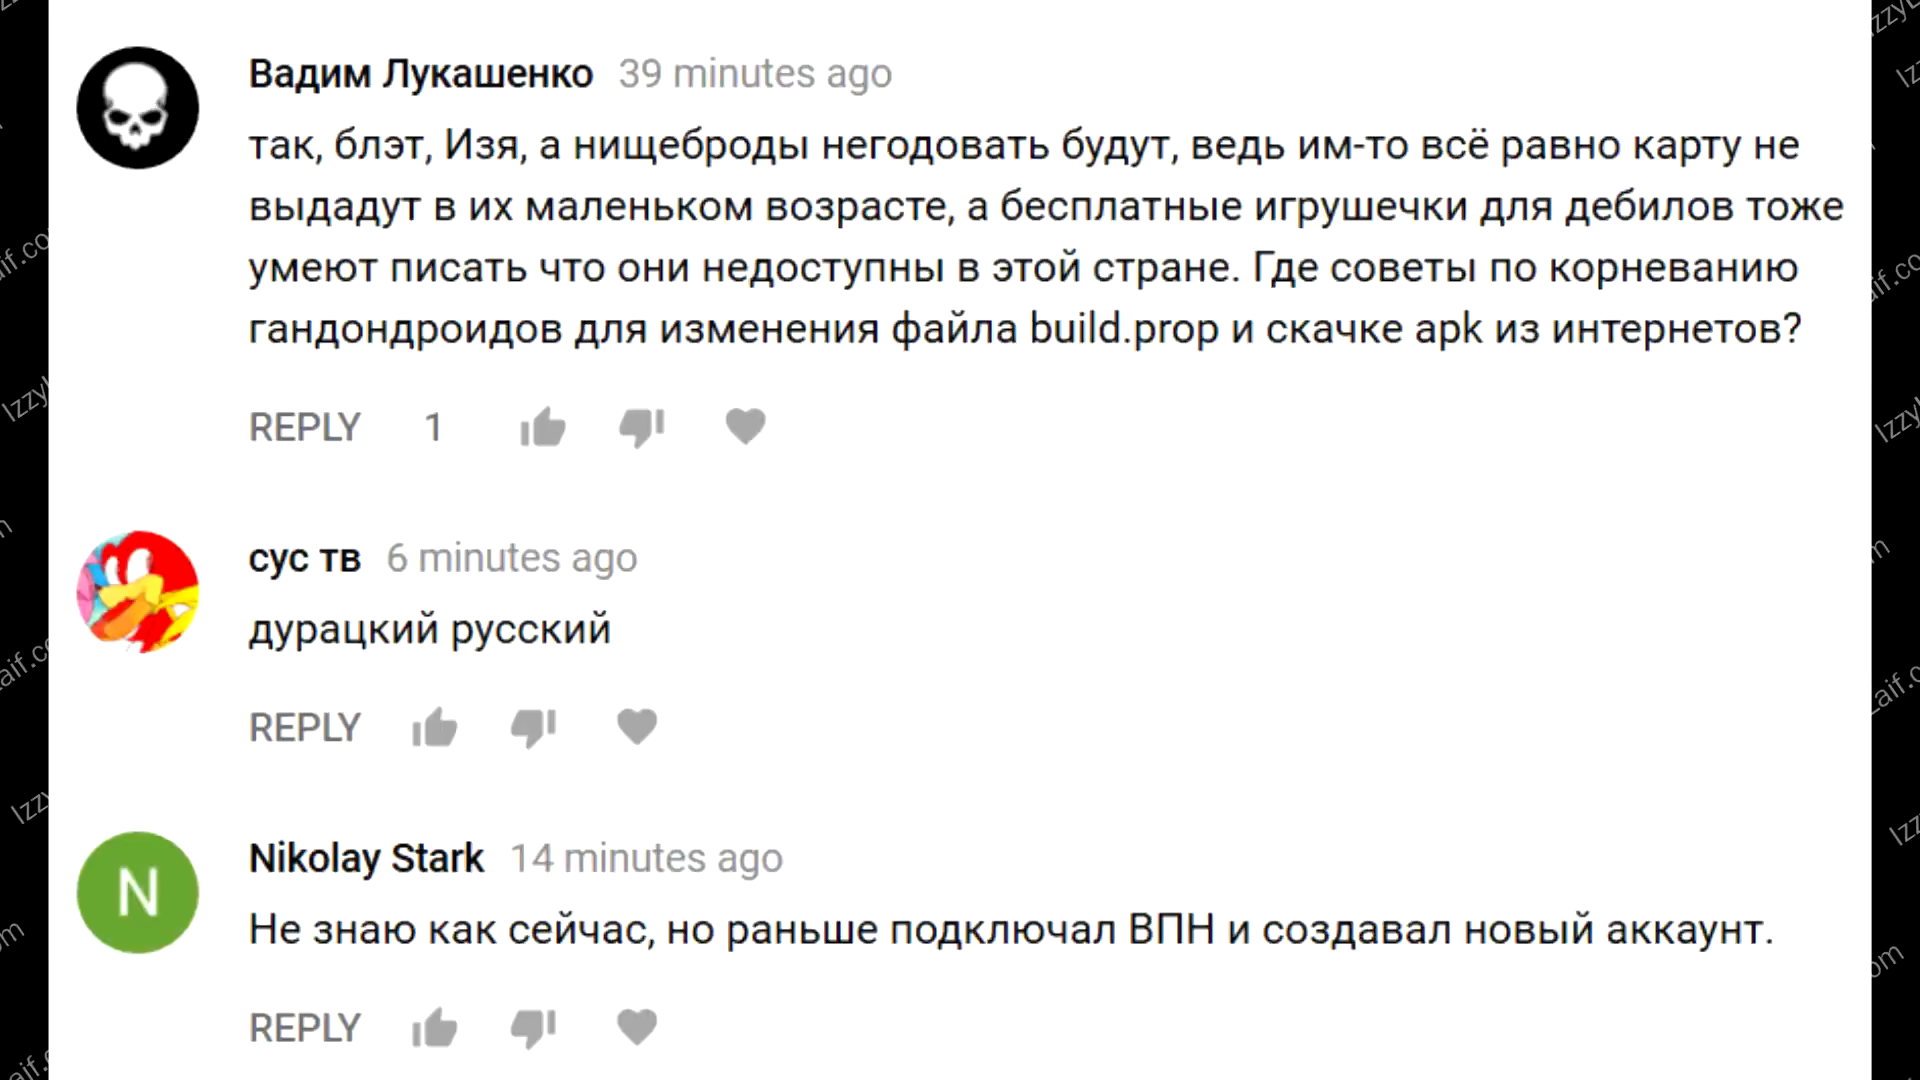 Вадим Лукашенко 39 minutes ago
так, блэт, Изя, а нищеброды негодовать будут, ведь им-то всё равно карту не
выдадут в их маленьком возрасте, а бесплатные игрушечки для дебилов тоже
умеют писать что они недоступны в этой стране. Где советы по корневанию
гандондроидов для изменения файла build.prop и скачке apk из интернетов?
REPLY 1
сус тв 6 minutes ago
дурацкий русский
REPLY
N
Nikolay Stark 14 minutes ago
Не знаю как сейчас, но раньше подключал ВПН и создавал новый аккаунт.
REPLY